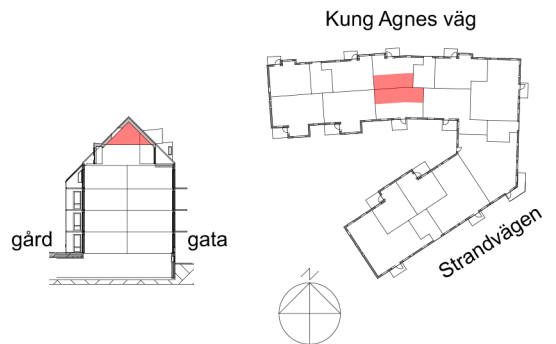 Kung Agnes väg
gård
gata
Strandvägen
N